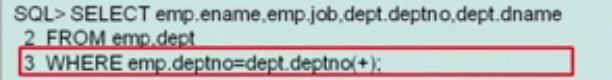 SQL> SELECT emp.ename,emp.job,dept.deptno,dept.dname
2 FROM emp,dept
3 WHERE emp.deptno=dept.deptno(+);